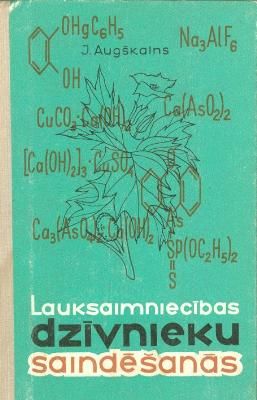 OHgC₆H₅
Na₃AlF₆
J. Augškalns
OH
CuCO₃·Ca(OH)₂
Ca(AsO₂)₂
[Ca(OH)₂]₃·CuSO₄
Ca₃(AsO₄)₂·Ca(OH)₂
As
SP(OC₂H₅)₂
S
Lauksaimniecības
dzīvnieku
saindēšanās